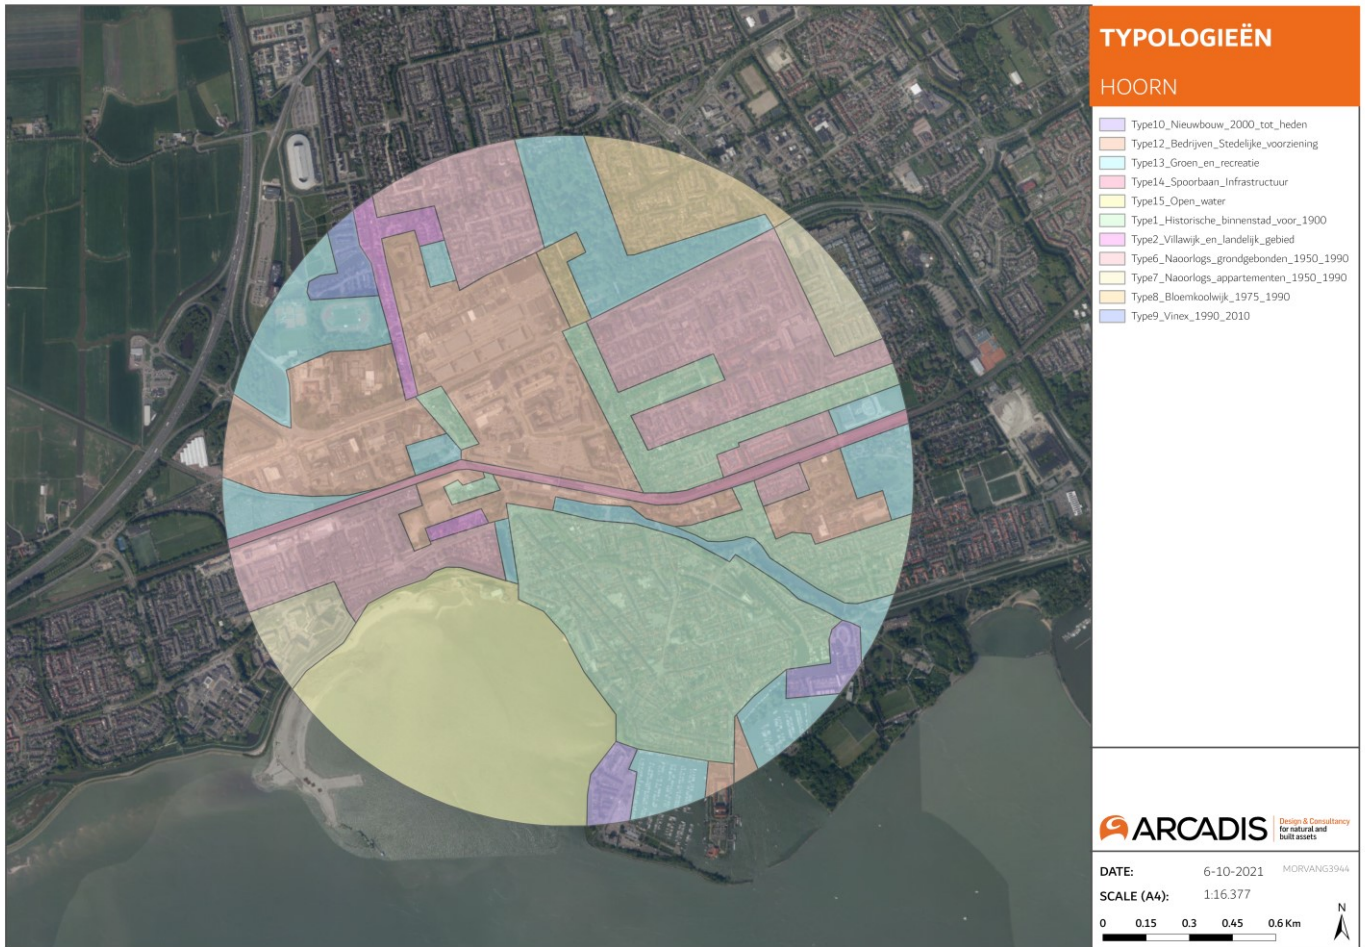 TYPOLOGIEËN
HOORN
Type10_Nieuwbouw_2000_tot_heden
Type12_Bedrijven_Stedelijke_voorziening
Type13_Groen_en_recreatie
Type14_Spoorbaan_Infrastructuur
Type15_Open_water
Type1_Historische_binnenstad_voor_1900
Type2_Villawijk_en_landelijk_gebied
Type6_Naoorlogs_grondgebonden_1950_1990
Type7_Naoorlogs_appartementen_1950_1990
Type8_Bloemkoolwijk_1975_1990
Type9_Vinex_1990_2010
ARCADIS
Design & Consultancy
for natural and
built assets
DATE: 6-10-2021 MORVANG3944
SCALE (A4): 1:16.377
N
0 0.15 0.3 0.45 0.6 Km